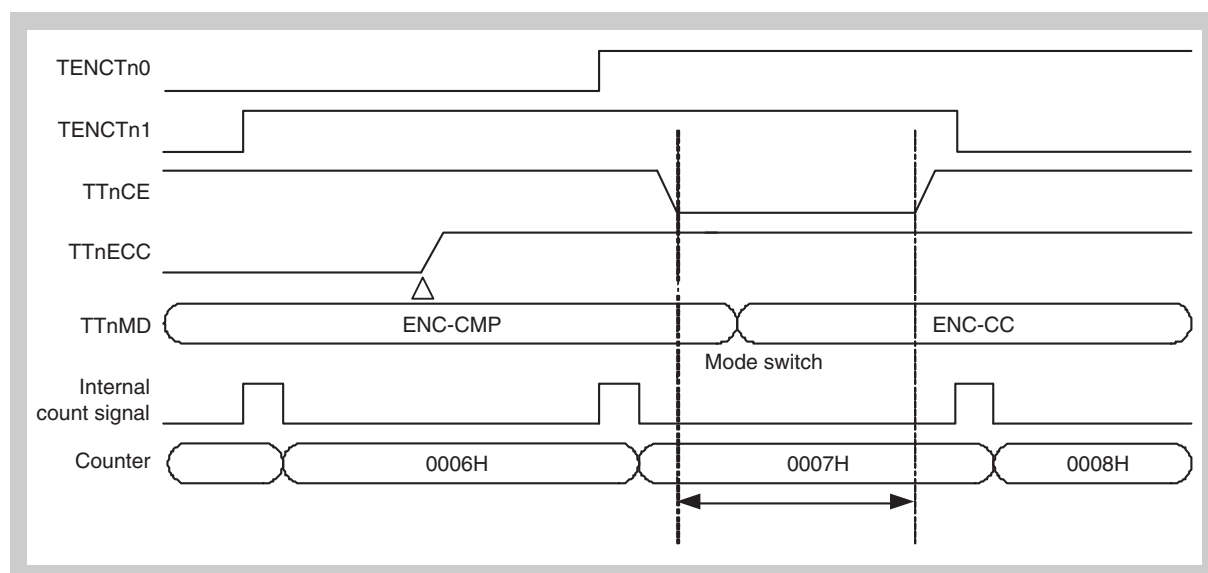 TENCTn0
TENCTn1
TTnCE
TTnECC
TTnMD
ENC-CMP
ENC-CC
Mode switch
Internal
count signal
Counter
0006H
0007H
0008H